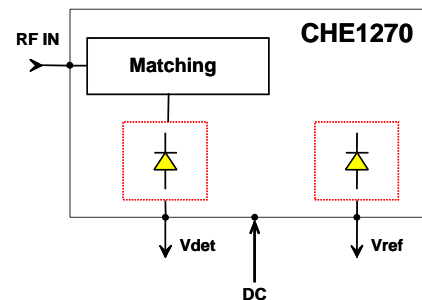 CHE1270
RF IN
Matching
Vdet
Vref
DC